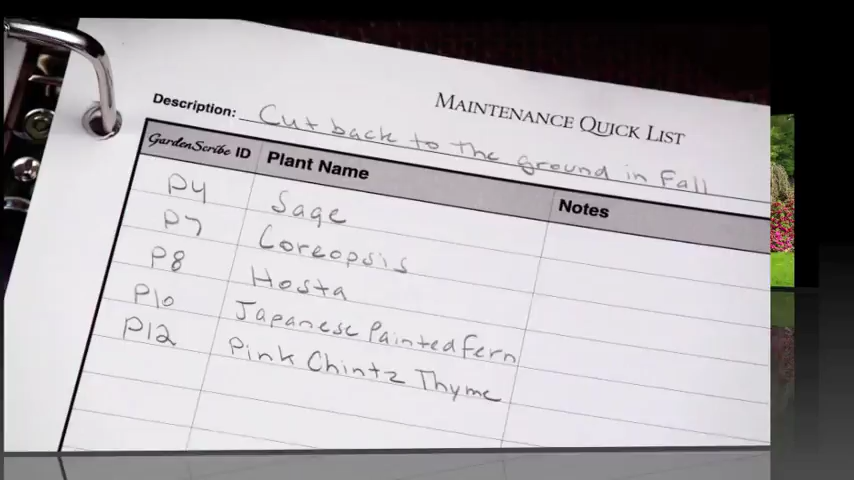 MAINTENANCE QUICK LIST
Description: Cut back to the ground in Fall
GardenScribe ID Plant Name Notes
P4 Sage
P7 Coreopsis
P8 Hosta
P10 Japanese Painted fern
P12 Pink Chintz Thyme